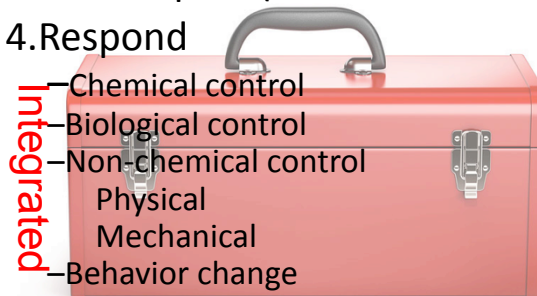 4.Respond
–Chemical control
–Biological control
–Non-chemical control
Physical
Mechanical
–Behavior change
Integrated